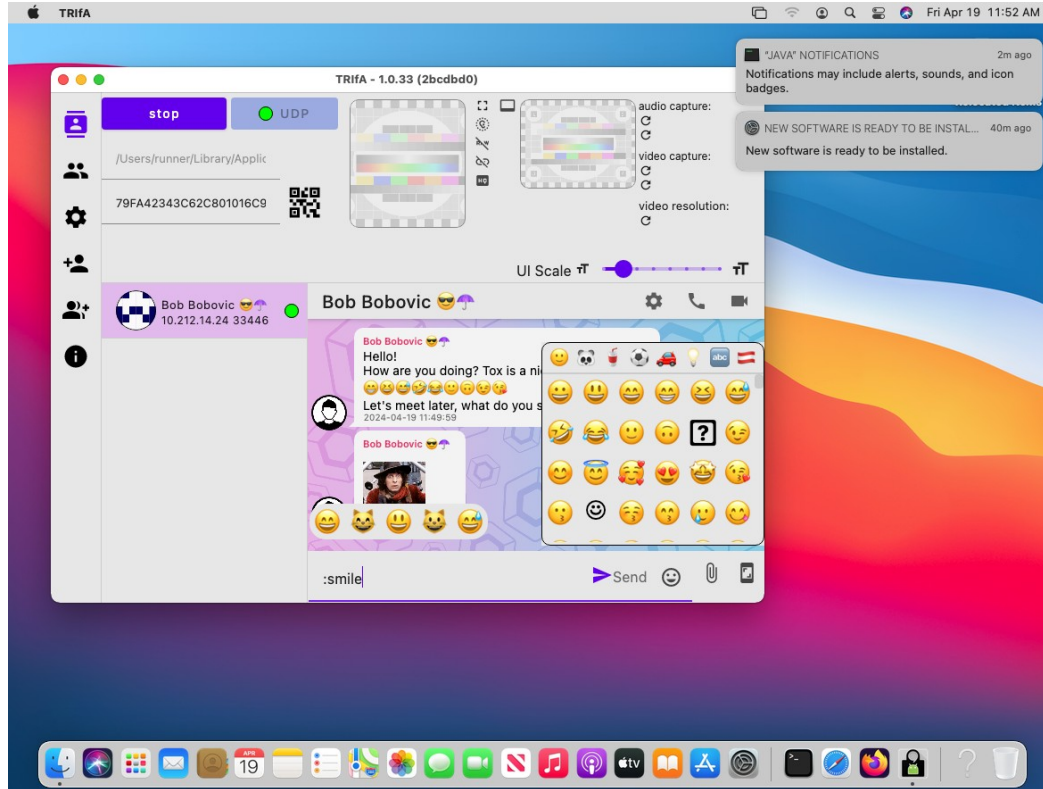 TRIfA
Fri Apr 19 11:52 AM
"JAVA" NOTIFICATIONS
2m ago
Notifications may include alerts, sounds, and icon
badges.
NEW SOFTWARE IS READY TO BE INSTAL...
40m ago
New software is ready to be installed.
TRIfA - 1.0.33 (2bcdbd0)
stop
UDP
/Users/runner/Library/Applic
79FA42343C62C801016C9
HQ
audio capture:
video capture:
video resolution:
UI Scale
Bob Bobovic 😎☂
10.212.14.24 33446
Bob Bobovic 😎☂
Bob Bobovic 😎☂
Hello!
How are you doing? Tox is a ni
😁😆😅🤣😂🙂🙃😉😘
Let's meet later, what do you s
2024-04-19 11:49:59
Bob Bobovic 😎☂
abc
:smile
Send
APR
19
tv